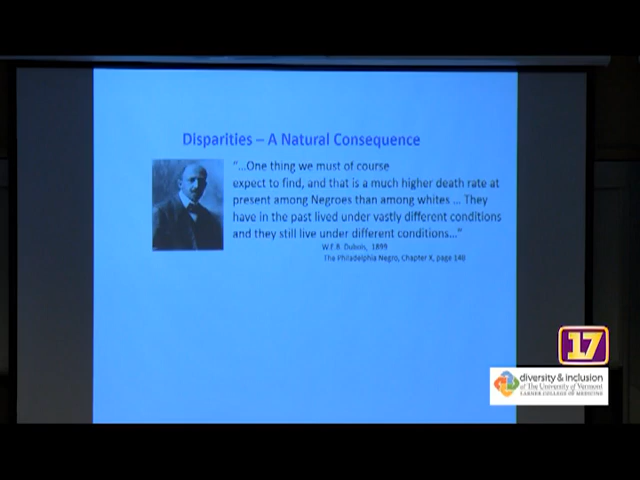 Disparities – A Natural Consequence
"...One thing we must of course
expect to find, and that is a much higher death rate at
present among Negroes than among whites ... They
have in the past lived under vastly different conditions
and they still live under different conditions..."
W.E.B. Dubois, 1899
The Philadelphia Negro, Chapter X, page 148
17
diversity & inclusion
at The University of Vermont
LARNER COLLEGE OF MEDICINE